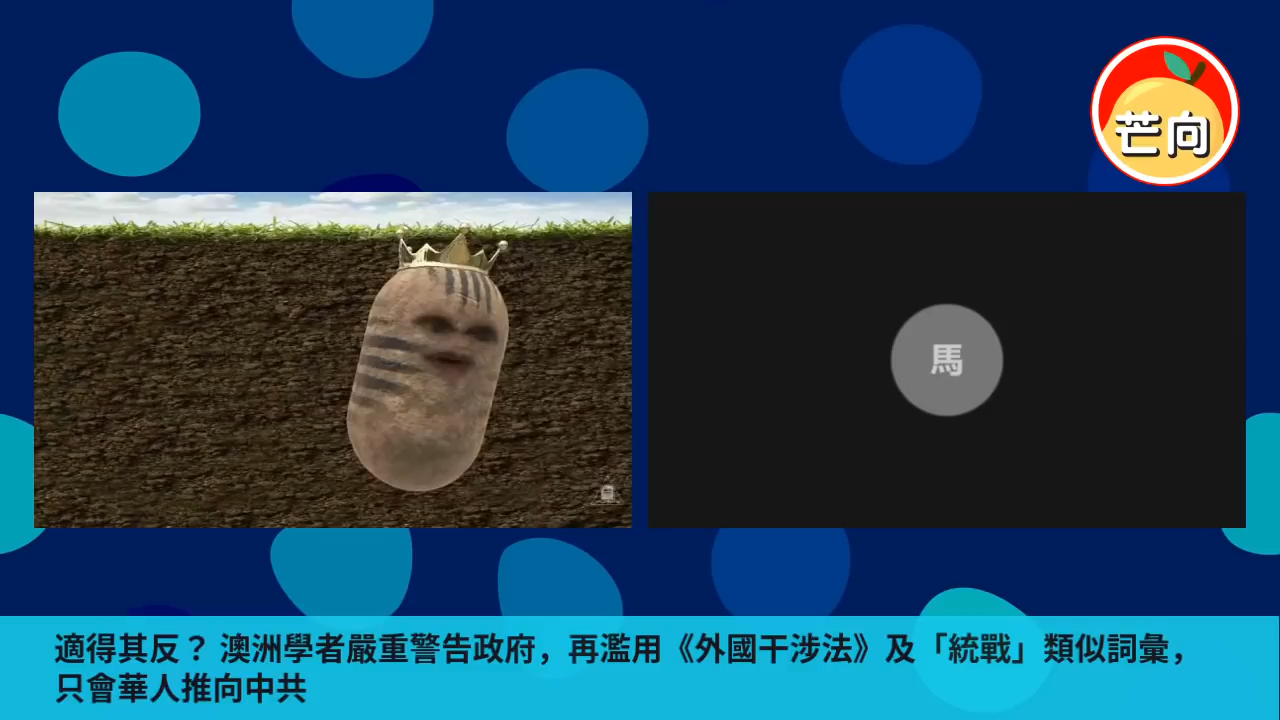 芒向
馬
適得其反？ 澳洲學者嚴重警告政府，再濫用《外國干涉法》及「統戰」類似詞彙，
只會華人推向中共